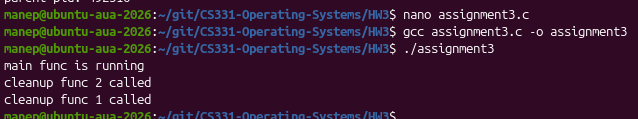 manep@ubuntu-aua-2026:~/git/CS331-Operating-Systems/HW3$ nano assignment3.c
manep@ubuntu-aua-2026:~/git/CS331-Operating-Systems/HW3$ gcc assignment3.c -o assignment3
manep@ubuntu-aua-2026:~/git/CS331-Operating-Systems/HW3$ ./assignment3
main func is running
cleanup func 2 called
cleanup func 1 called
manep@ubuntu-aua-2026:~/git/CS331-Operating-Systems/HW3$